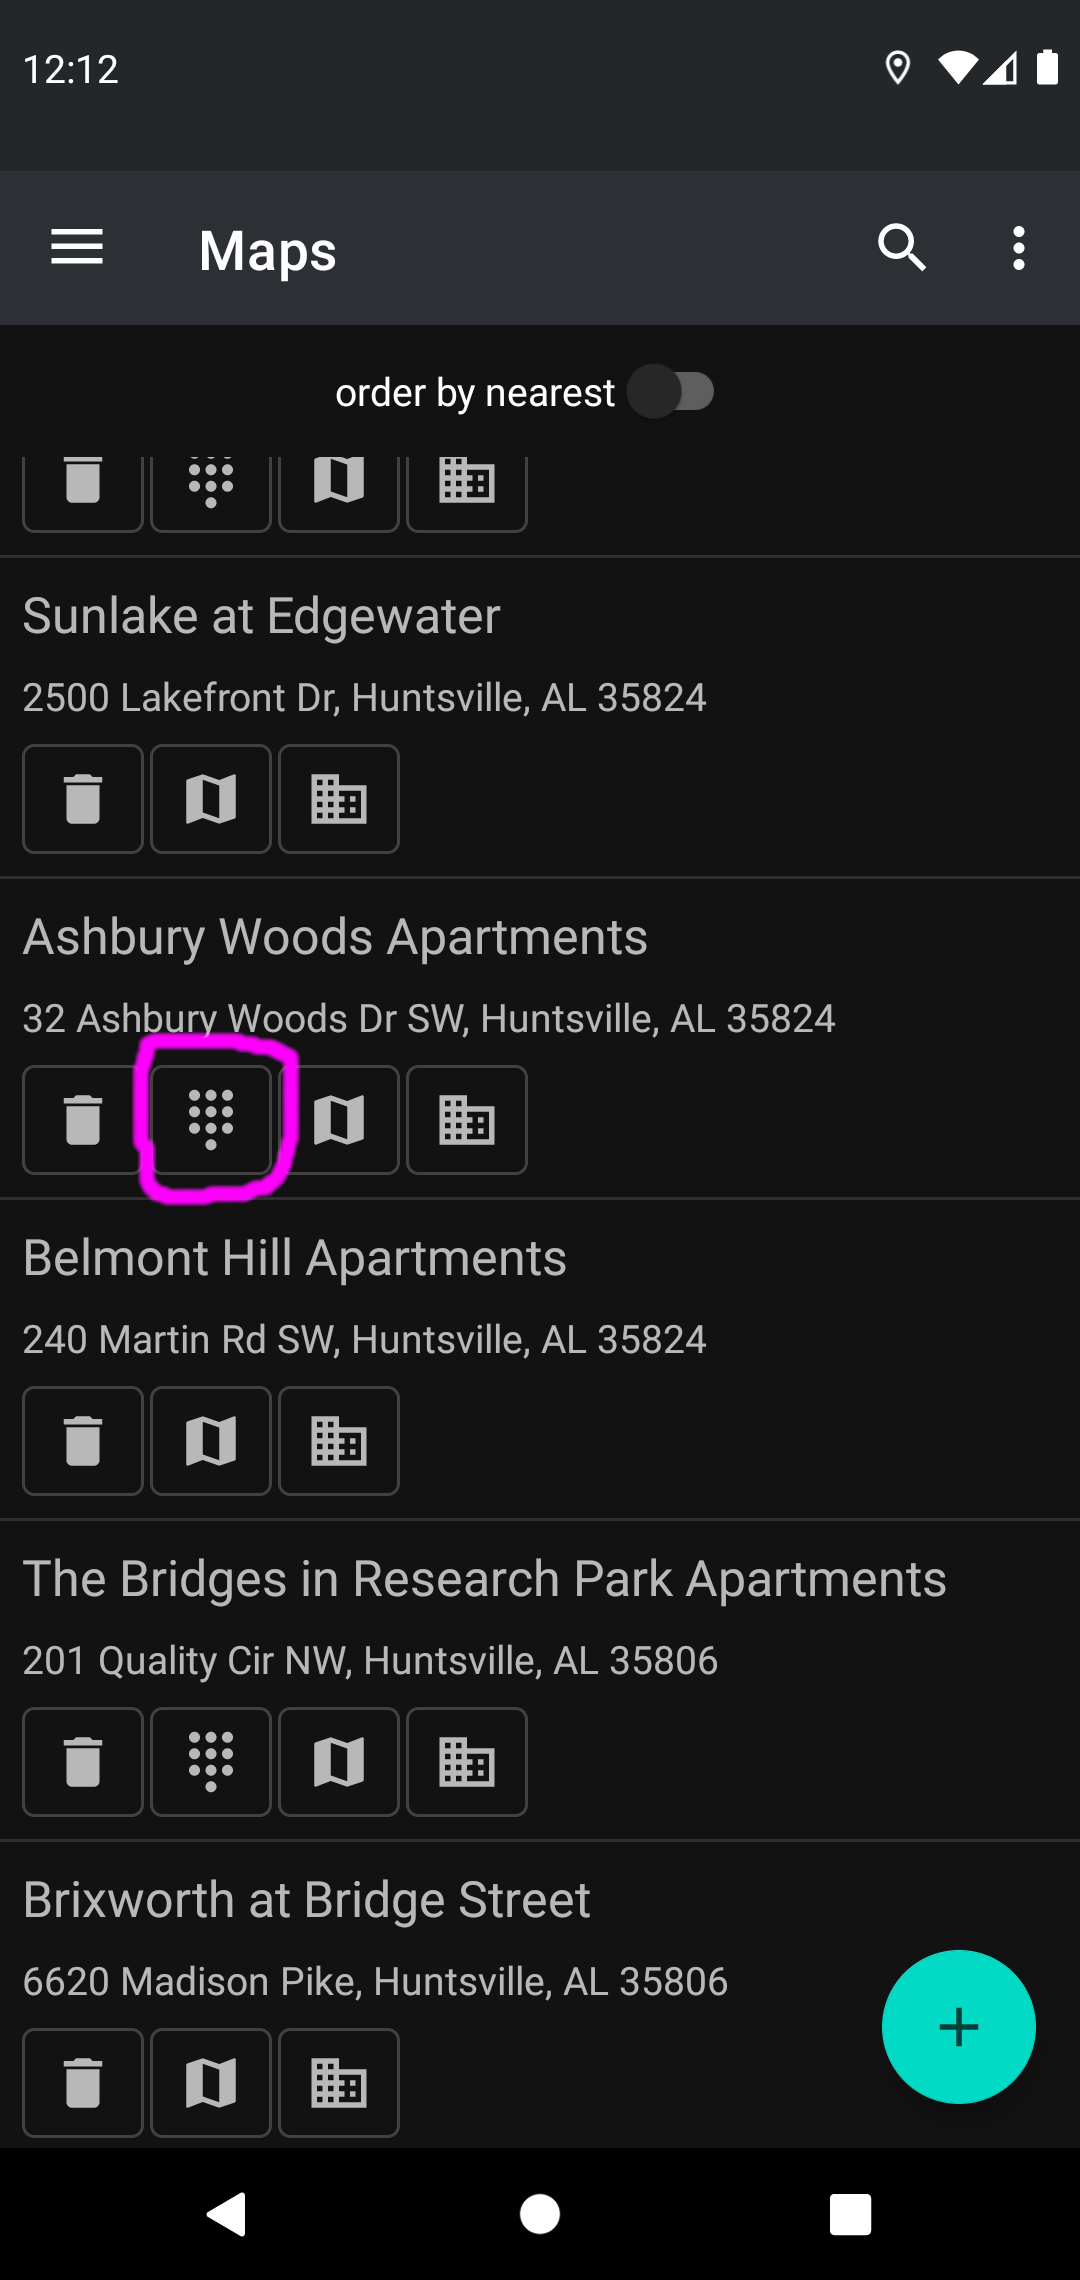 12:12
Maps
order by nearest
Sunlake at Edgewater
2500 Lakefront Dr, Huntsville, AL 35824
Ashbury Woods Apartments
32 Ashbury Woods Dr SW, Huntsville, AL 35824
Belmont Hill Apartments
240 Martin Rd SW, Huntsville, AL 35824
The Bridges in Research Park Apartments
201 Quality Cir NW, Huntsville, AL 35806
Brixworth at Bridge Street
6620 Madison Pike, Huntsville, AL 35806